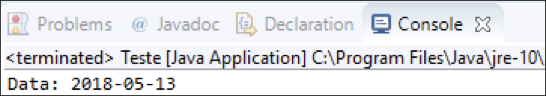 Problems @ Javadoc Declaration Console
<terminated> Teste [Java Application] C:\Program Files\Java\jre-10\
Data: 2018-05-13